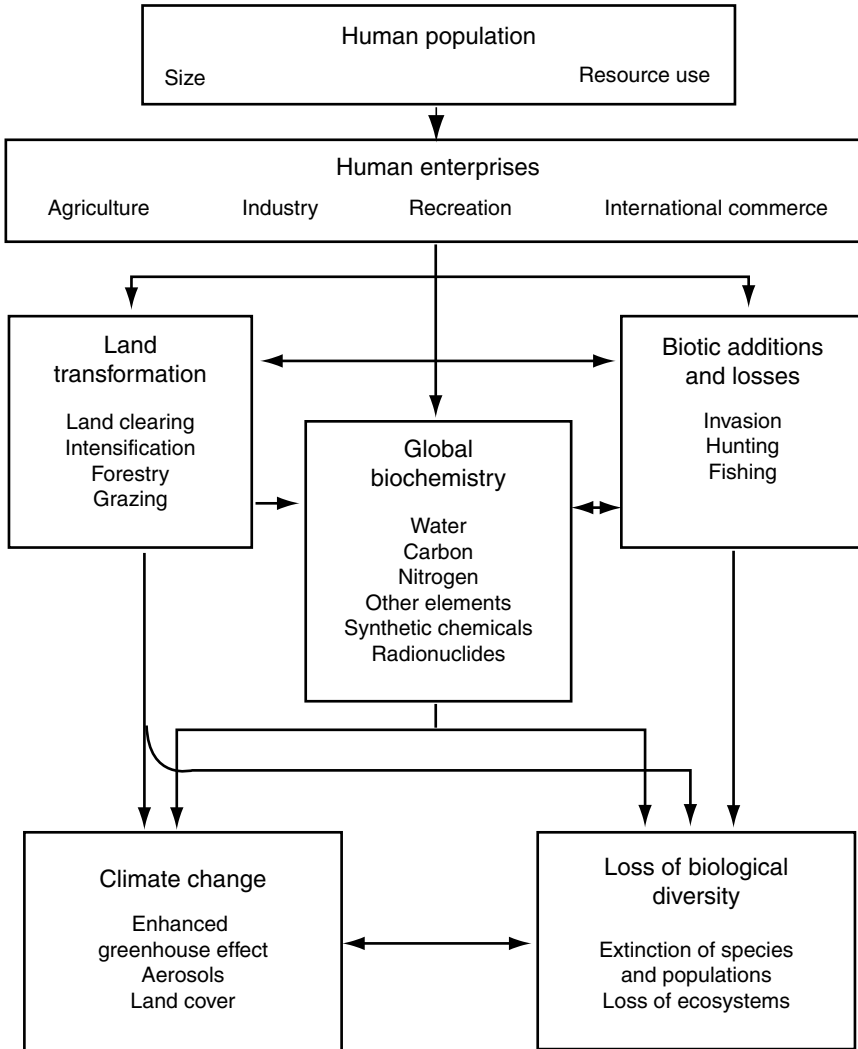 Human population
Size
Resource use
Human enterprises
Agriculture
Industry
Recreation
International commerce
Land
transformation
Land clearing
Intensification
Forestry
Grazing
Global
biochemistry
Water
Carbon
Nitrogen
Other elements
Synthetic chemicals
Radionuclides
Biotic additions
and losses
Invasion
Hunting
Fishing
Climate change
Enhanced
greenhouse effect
Aerosols
Land cover
Loss of biological
diversity
Extinction of species
and populations
Loss of ecosystems